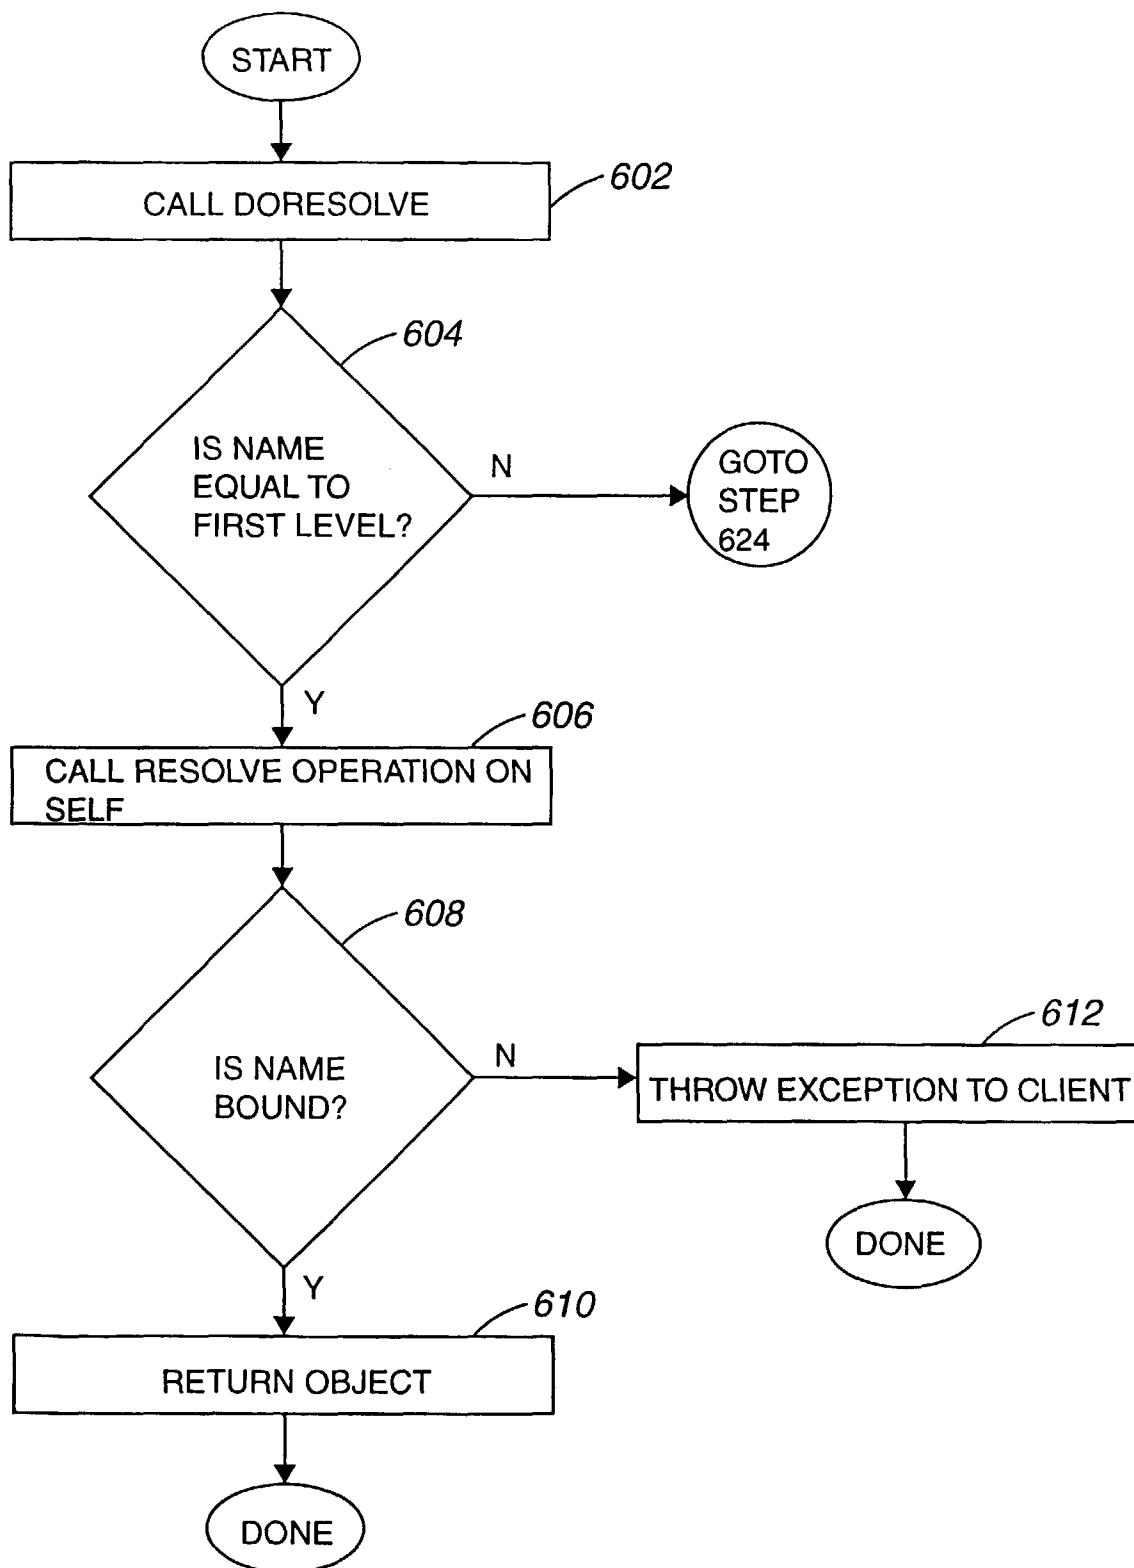 START
CALL DORESOLVE
602
604
IS NAME
EQUAL TO
FIRST LEVEL?
N
GOTO
STEP
624
Y
606
CALL RESOLVE OPERATION ON
SELF
608
IS NAME
BOUND?
N
612
THROW EXCEPTION TO CLIENT
DONE
Y
610
RETURN OBJECT
DONE